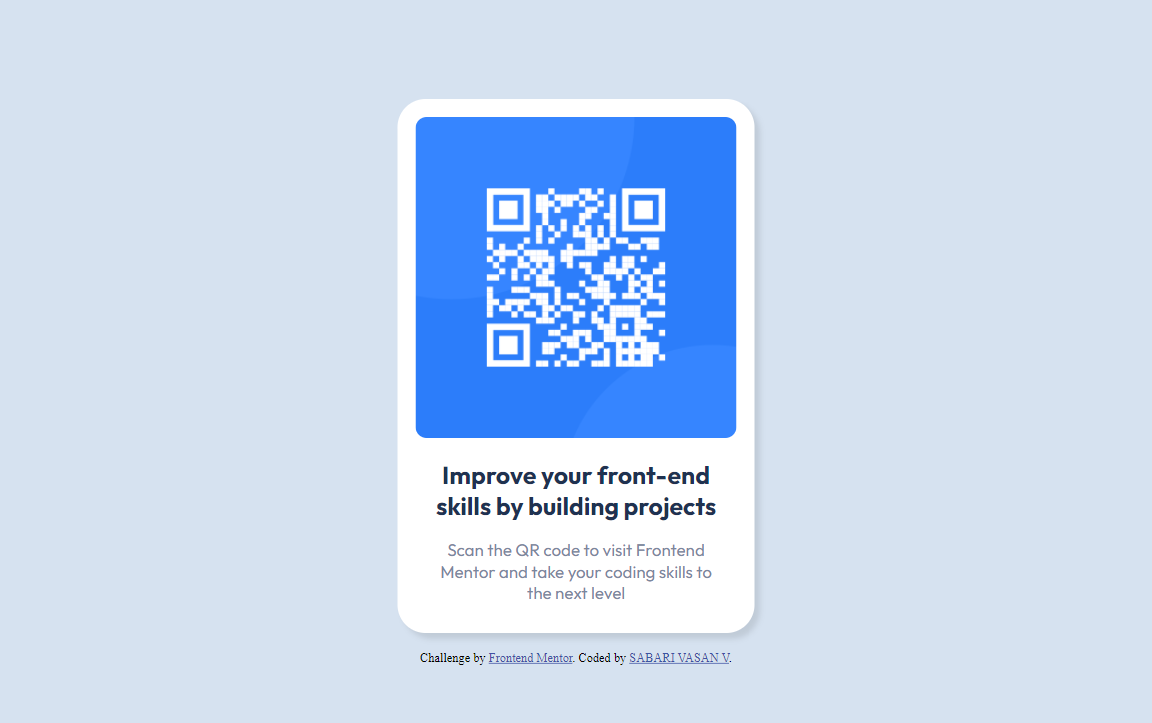 Improve your front-end
skills by building projects
Scan the QR code to visit Frontend
Mentor and take your coding skills to
the next level
Challenge by Frontend Mentor. Coded by SABARI VASAN V.